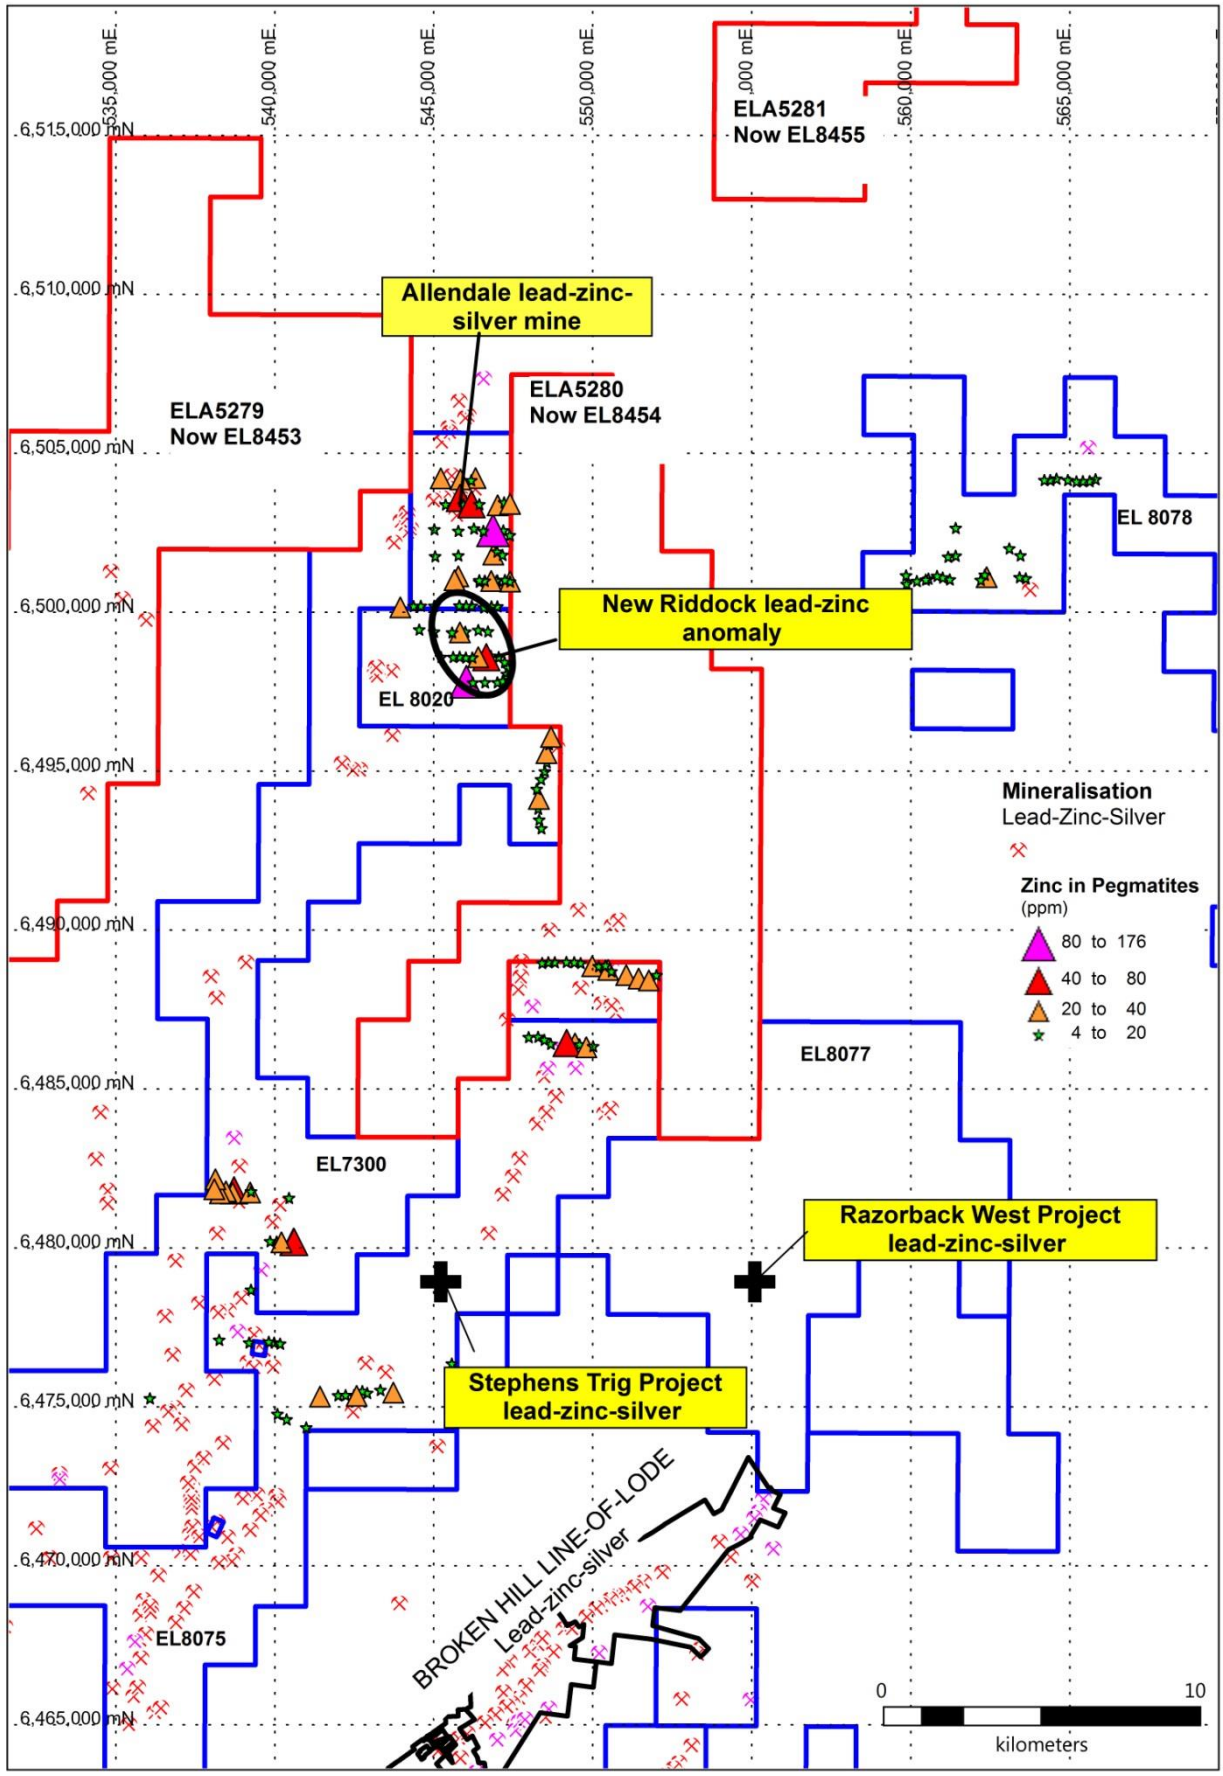 535,000 mE
540,000 mE
545,000 mE
550,000 mE
,000 mE
560,000 mE
565,000 mE
ELA5281
Now EL8455
6,515,000 mN
6,510,000 mN
Allendale lead-zinc-
silver mine
ELA5280
Now EL8454
ELA5279
Now EL8453
6,505,000 mN
EL 8078
6,500,000 mN
New Riddock lead-zinc
anomaly
EL 8020
6,495,000 mN
Mineralisation
Lead-Zinc-Silver
Zinc in Pegmatites
(ppm)
80 to 176
40 to 80
20 to 40
4 to 20
6,490,000 mN
EL8077
6,485,000 mN
EL7300
Razorback West Project
lead-zinc-silver
6,480,000 mN
Stephens Trig Project
lead-zinc-silver
6,475,000 mN
BROKEN HILL LINE-OF-LODE
Lead-zinc-silver
6,470,000 mN
EL8075
6,465,000 mN
0 10
kilometers